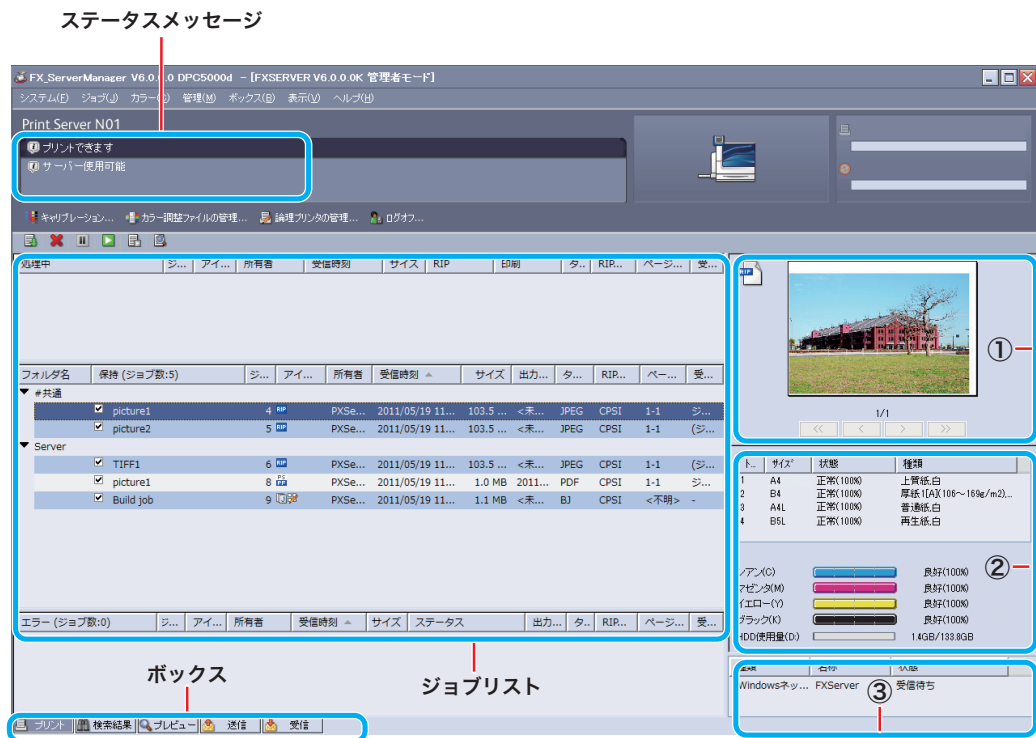 ステータスメッセージ
FX_ServerManager V6.0.0.0 DPC5000d – [FXSERVER V6.0.0.0K 管理者モード]
システム(F) ジョブ(J) カラー(C) 管理(M) ボックス(B) 表示(V) ヘルプ(H)
Print Server N01
プリントできます
サーバー使用可能
キャリブレーション... カラー調整ファイルの管理... 論理プリンタの管理... ログオフ...
処理中 ジ... アイ... 所有者 受信時刻 サイズ RIP 印刷 タ.. RIP... ページ... 受...
RIP
①
1/1
<< < > >>
フォルダ名 保持 (ジョブ数:5) ジ... アイ... 所有者 受信時刻 サイズ 出力... タ... RIP... ペー... 受...
#共通
picture1 4 RIP PXSe... 2011/05/19 11... 103.5 ... <未... JPEG CPSI 1-1 ジ...
picture2 5 RIP PXSe... 2011/05/19 11... 103.5 ... <未... JPEG CPSI 1-1 (ジ...
Server
TIFF1 6 RIP PXSe... 2011/05/19 11... 103.5 ... <未... JPEG CPSI 1-1 (ジ...
picture1 8 PXSe... 2011/05/19 11... 1.0 MB 2011... PDF CPSI 1-1 ジ...
Build job 9 PXSe... 2011/05/19 11... 1.1 MB <未... BJ CPSI <不明> -
エラー (ジョブ数:0) ジ... アイ... 所有者 受信時刻 サイズ ステータス 出力... タ.. RIP... ページ... 受...
ト... サイズ 状態 種類
1 A4 正常(100%) 上質紙,白
2 B4 正常(100%) 厚紙1[A](106～169g/m2),...
3 A4L 正常(100%) 普通紙,白
4 B5L 正常(100%) 再生紙,白
シアン(C) 良好(100%)
②
マゼンタ(M) 良好(100%)
イエロー(Y) 良好(100%)
ブラック(K) 良好(100%)
HDD使用量(D:) 1.4GB/133.8GB
種類 名称 状態
Windowsネッ... FXServer 受信待ち
③
ボックス
ジョブリスト
プリント 検索結果 プレビュー 送信 受信